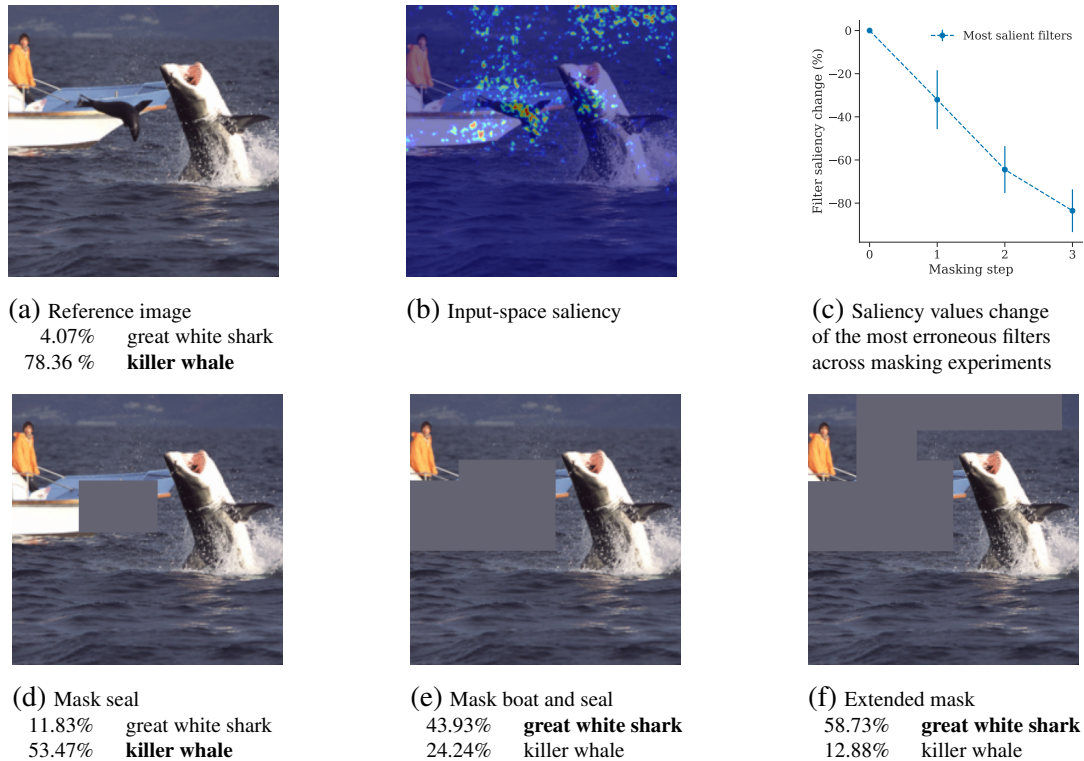 0
−20
−40
−60
−80
Filter saliency change (%)
Most salient filters
0 1 2 3
Masking step
(a) Reference image
4.07% great white shark
78.36 % killer whale
(b) Input-space saliency
(c) Saliency values change
of the most erroneous filters
across masking experiments
(d) Mask seal
11.83% great white shark
53.47% killer whale
(e) Mask boat and seal
43.93% great white shark
24.24% killer whale
(f) Extended mask
58.73% great white shark
12.88% killer whale